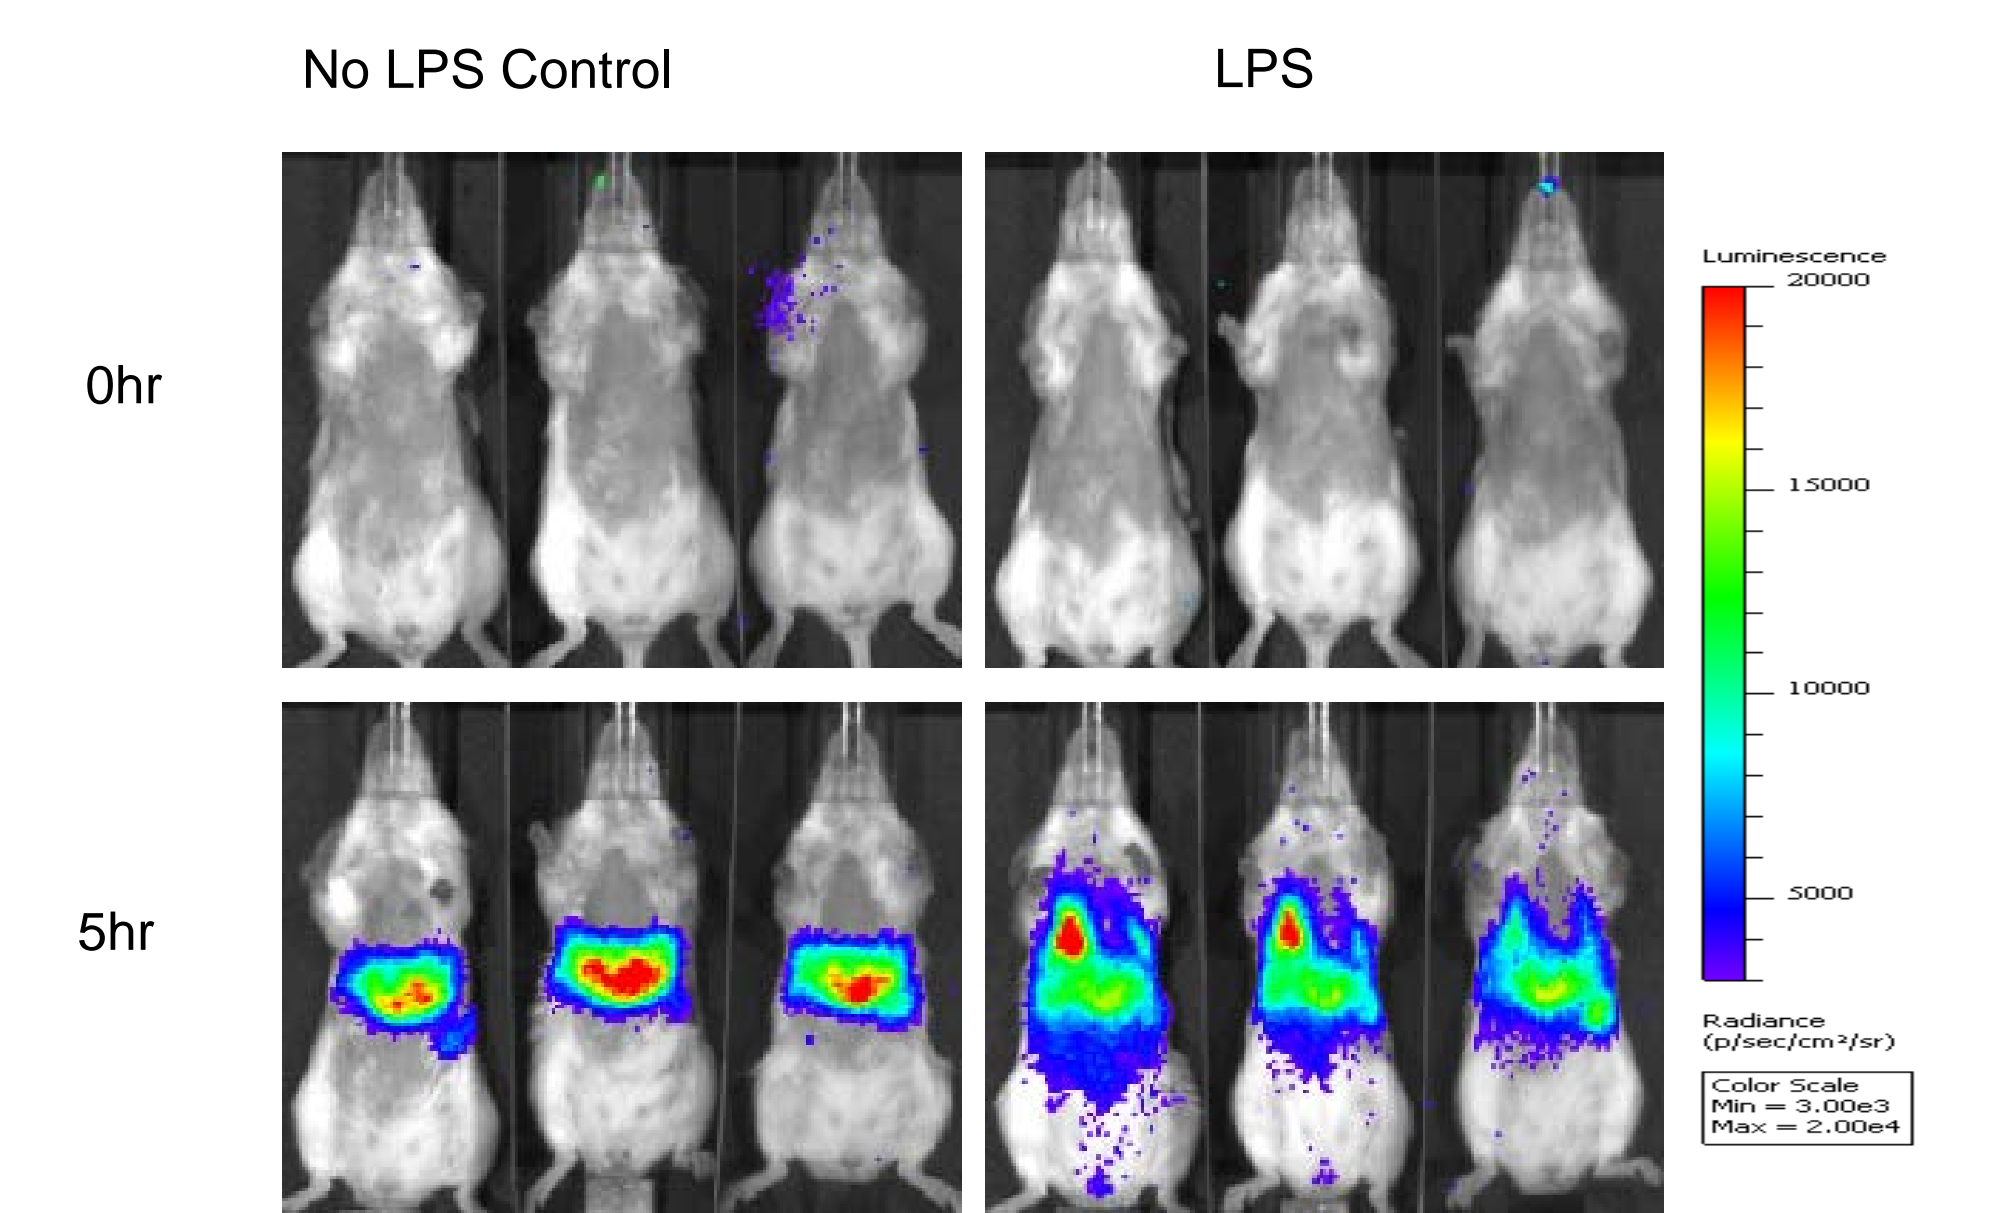 No LPS Control
LPS
0hr
5hr
Luminescence
20000
15000
10000
5000
Radiance
(p/sec/cm²/sr)
Color Scale
Min = 3.00e3
Max = 2.00e4